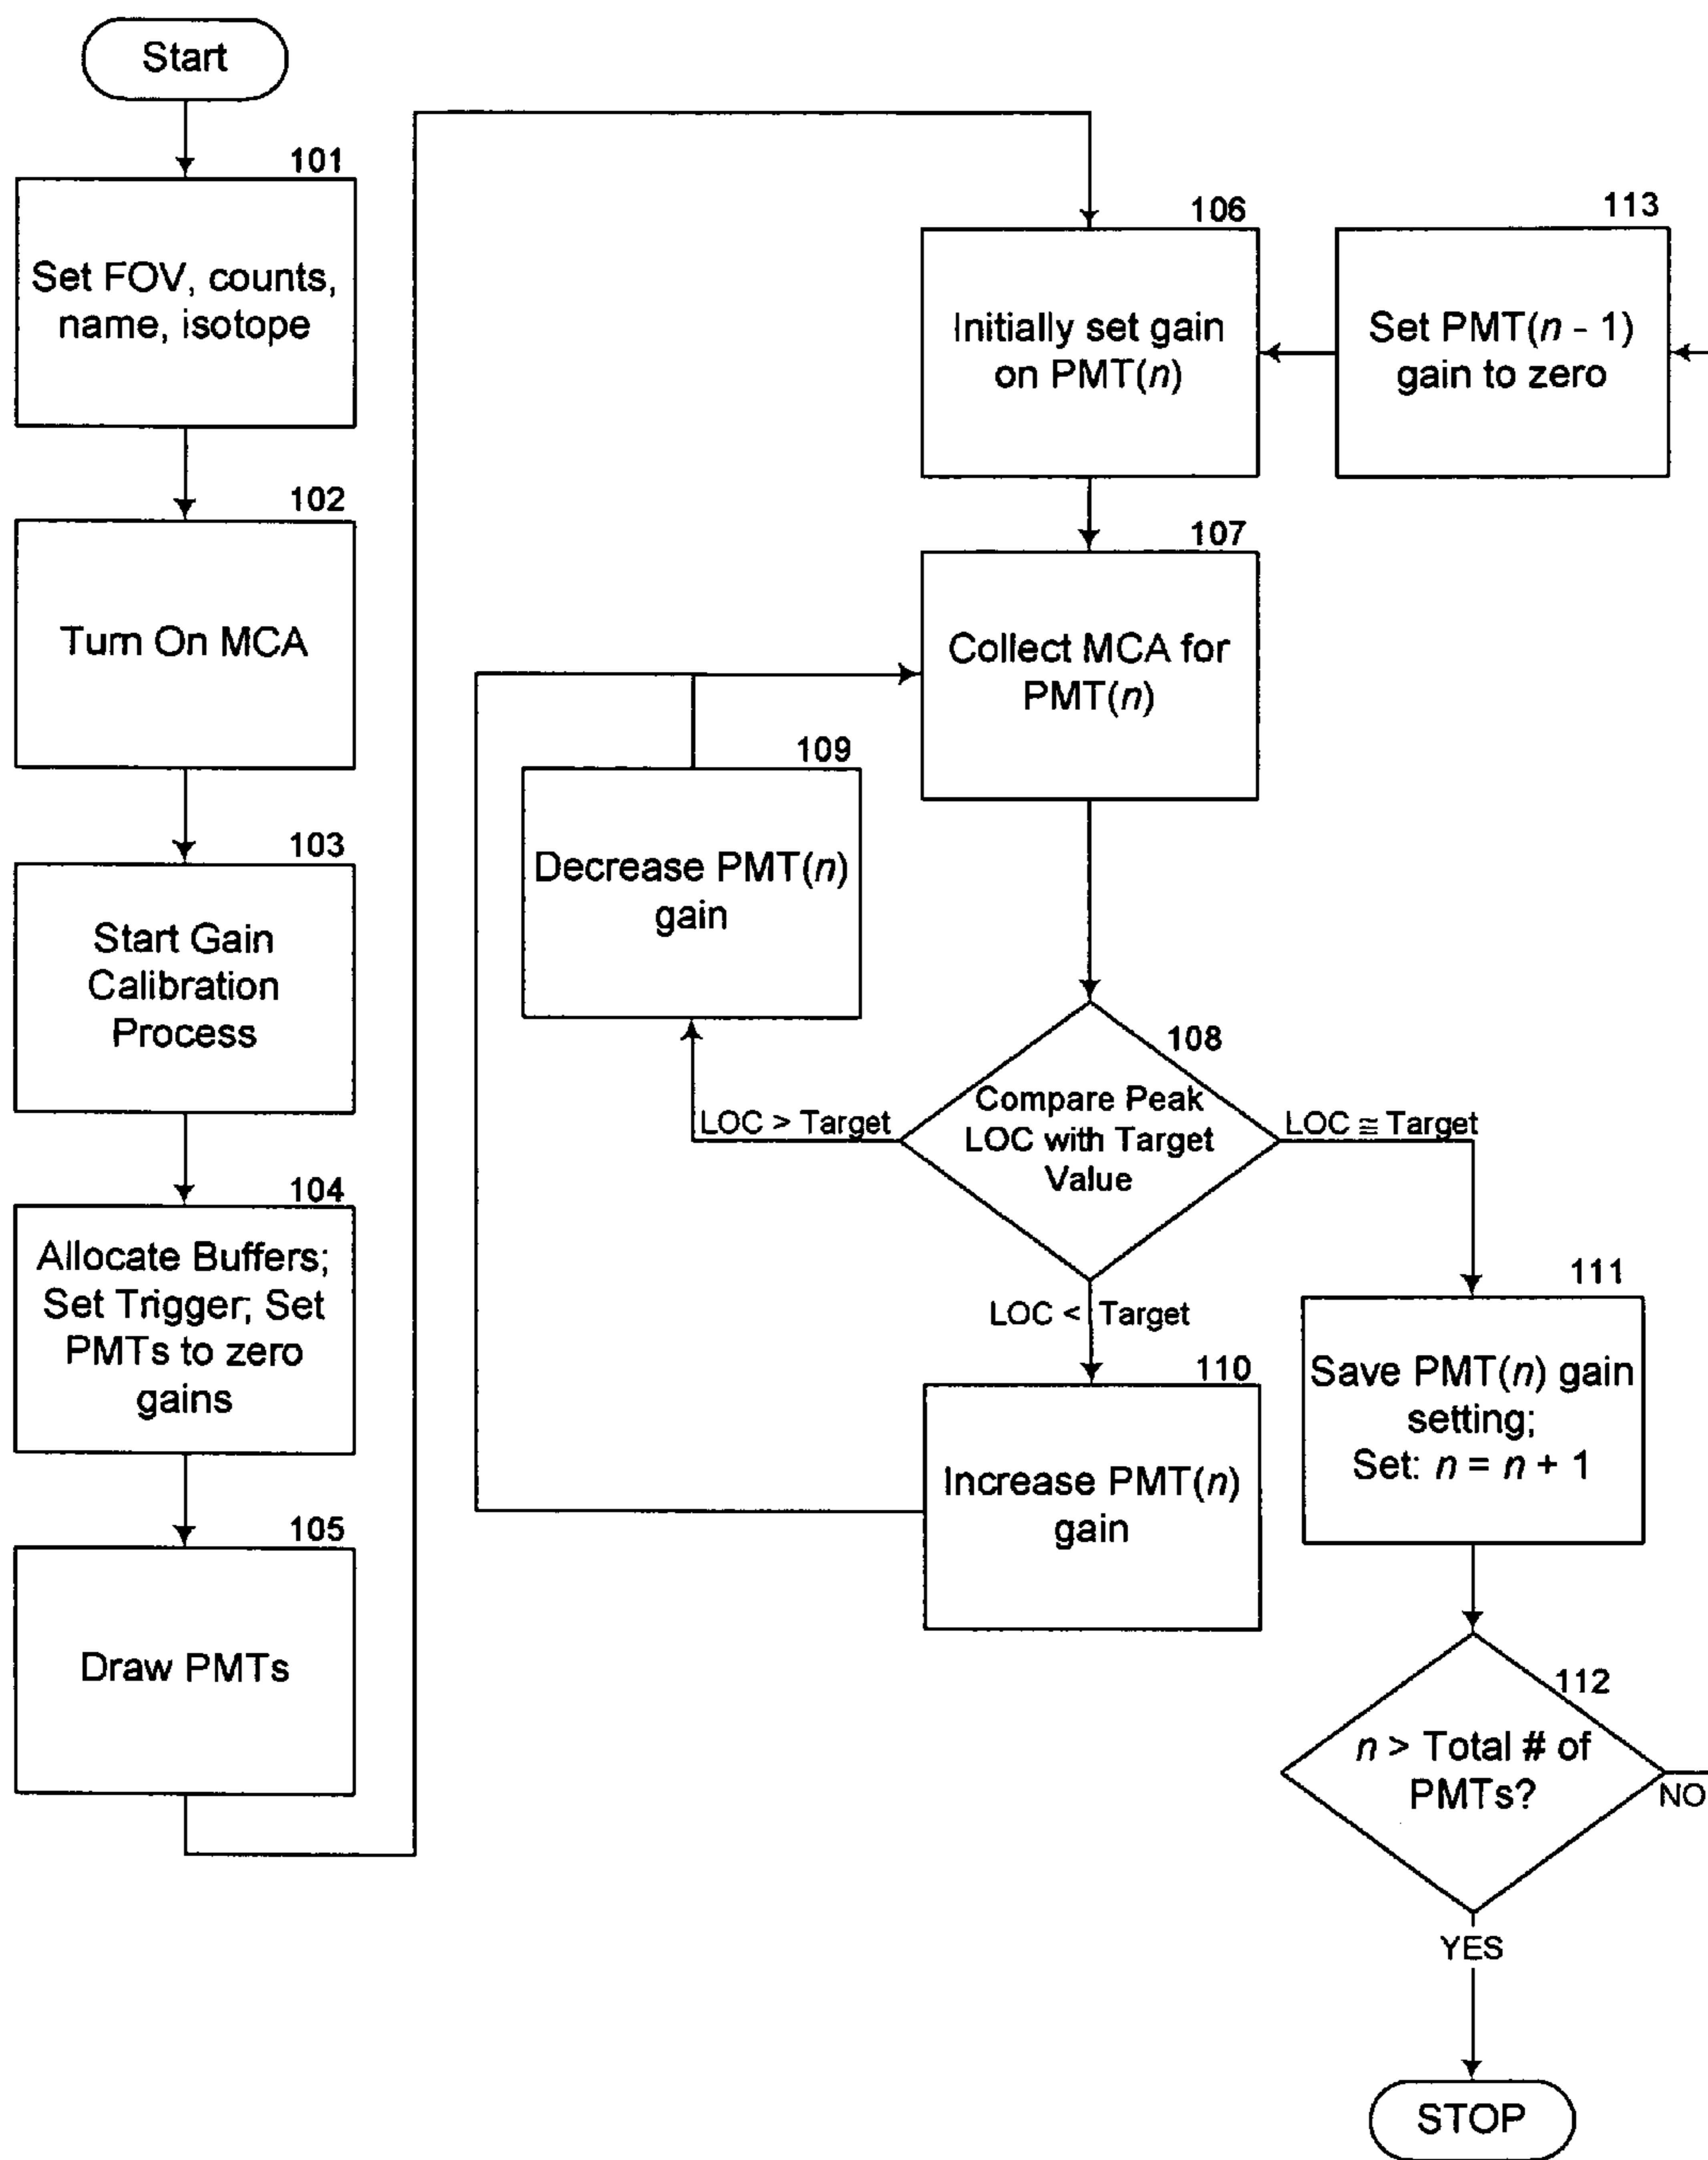 Start
101
Set FOV, counts,
name, isotope
102
Turn On MCA
103
Start Gain
Calibration
Process
104
Allocate Buffers;
Set Trigger; Set
PMTs to zero
gains
105
Draw PMTs
106
Initially set gain
on PMT(n)
113
Set PMT(n - 1)
gain to zero
107
Collect MCA for
PMT(n)
109
Decrease PMT(n)
gain
108
Compare Peak
LOC with Target
Value
LOC > Target
LOC ≅ Target
LOC < Target
110
Increase PMT(n)
gain
111
Save PMT(n) gain
setting;
Set: n = n + 1
112
n > Total # of
PMTs?
NO
YES
STOP